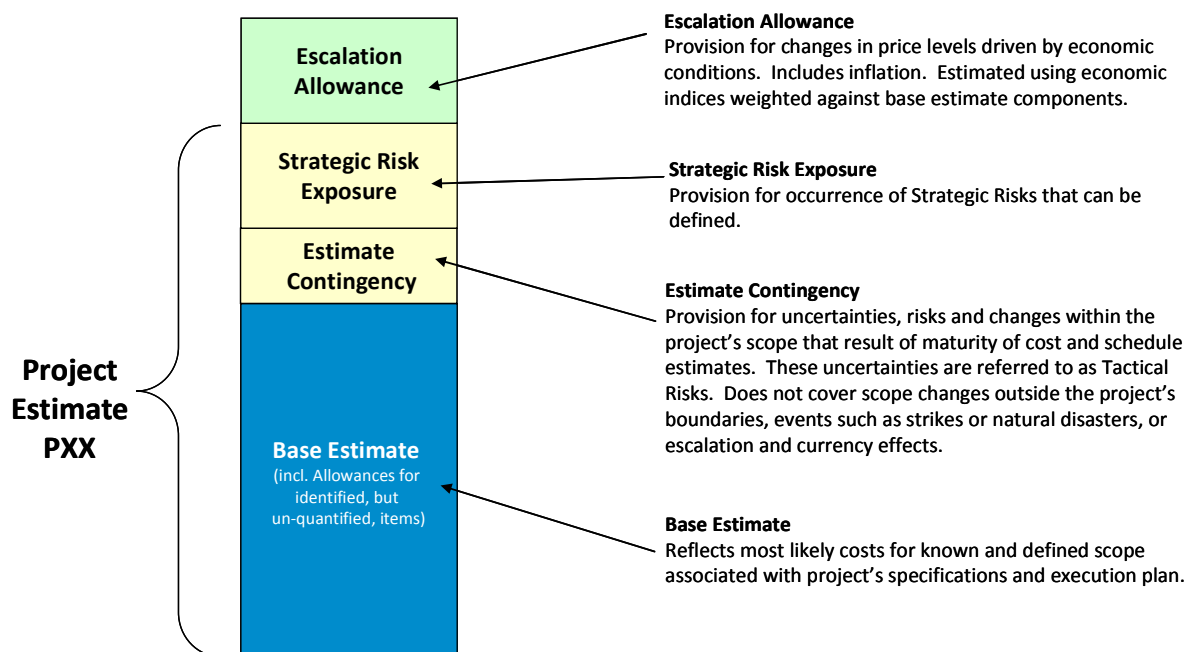 Escalation
Allowance
Strategic Risk
Exposure
Estimate
Contingency
Base Estimate
(incl. Allowances for
identified, but
un-quantified, items)
Project
Estimate
PXX
Escalation Allowance
Provision for changes in price levels driven by economic
conditions.  Includes inflation.  Estimated using economic
indices weighted against base estimate components.
Strategic Risk Exposure
Provision for occurrence of Strategic Risks that can be
defined.
Estimate Contingency
Provision for uncertainties, risks and changes within the
project's scope that result of maturity of cost and schedule
estimates.  These uncertainties are referred to as Tactical
Risks.  Does not cover scope changes outside the project's
boundaries, events such as strikes or natural disasters, or
escalation and currency effects.
Base Estimate
Reflects most likely costs for known and defined scope
associated with project's specifications and execution plan.